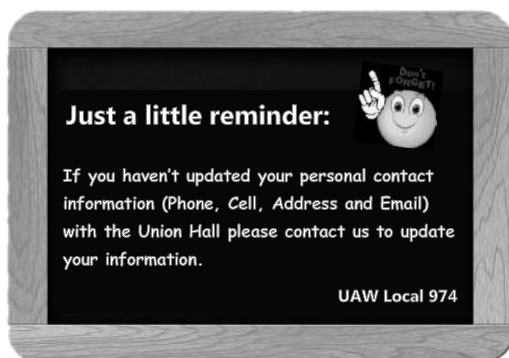 Don't
FORGET!
Just a little reminder:
If you haven't updated your personal contact
information (Phone, Cell, Address and Email)
with the Union Hall please contact us to update
your information.
UAW Local 974